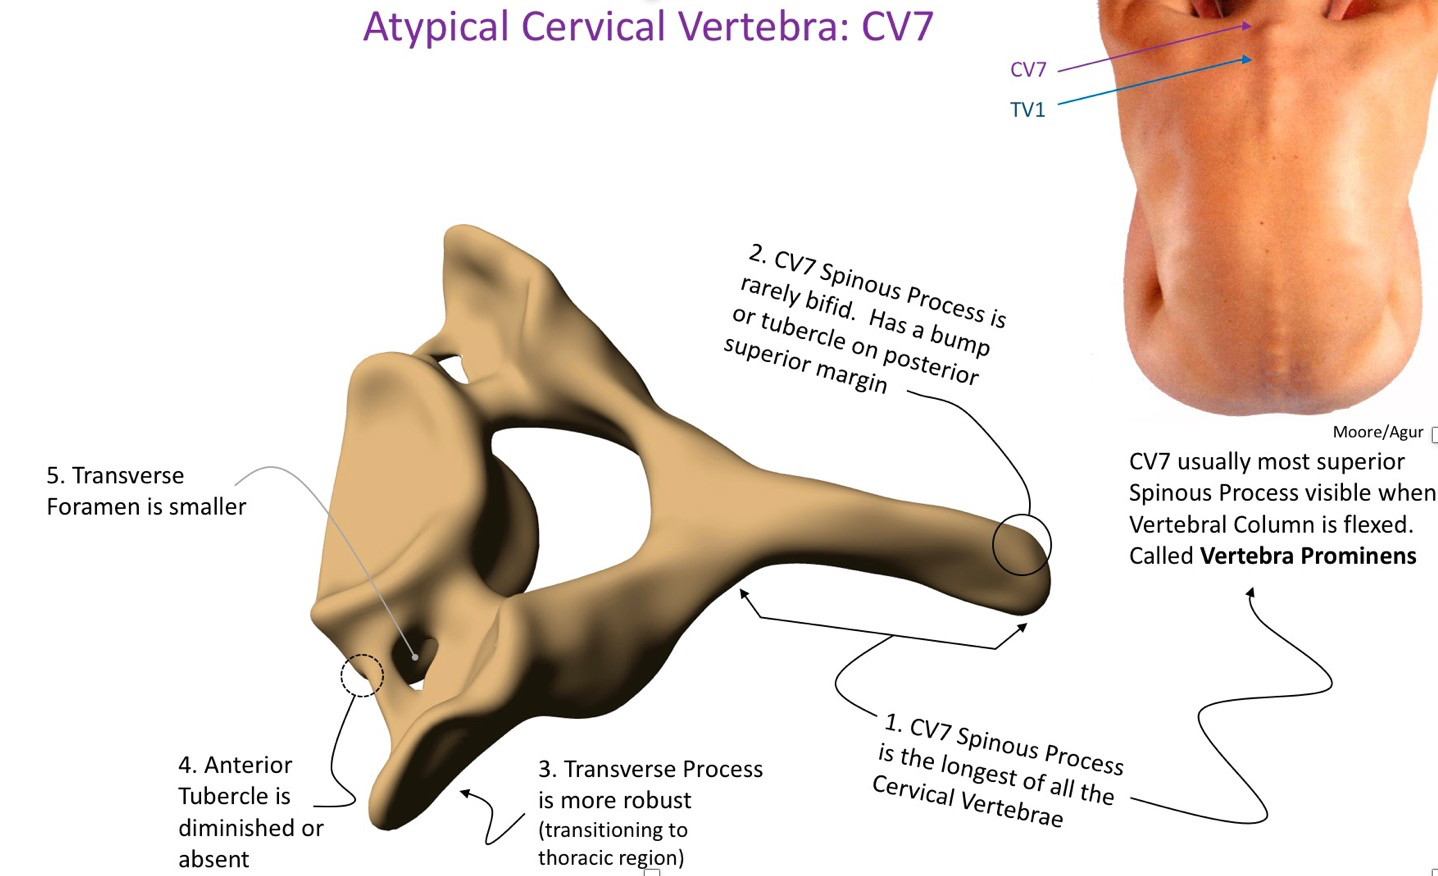 Atypical Cervical Vertebra: CV7
CV7
TV1
2. CV7 Spinous Process is
rarely bifid.  Has a bump
or tubercle on posterior
superior margin
Moore/Agur
CV7 usually most superior
Spinous Process visible when
Vertebral Column is flexed.
Called Vertebra Prominens
5. Transverse
Foramen is smaller
1. CV7 Spinous Process
is the longest of all the
Cervical Vertebrae
4. Anterior
Tubercle is
diminished or
absent
3. Transverse Process
is more robust
(transitioning to
thoracic region)